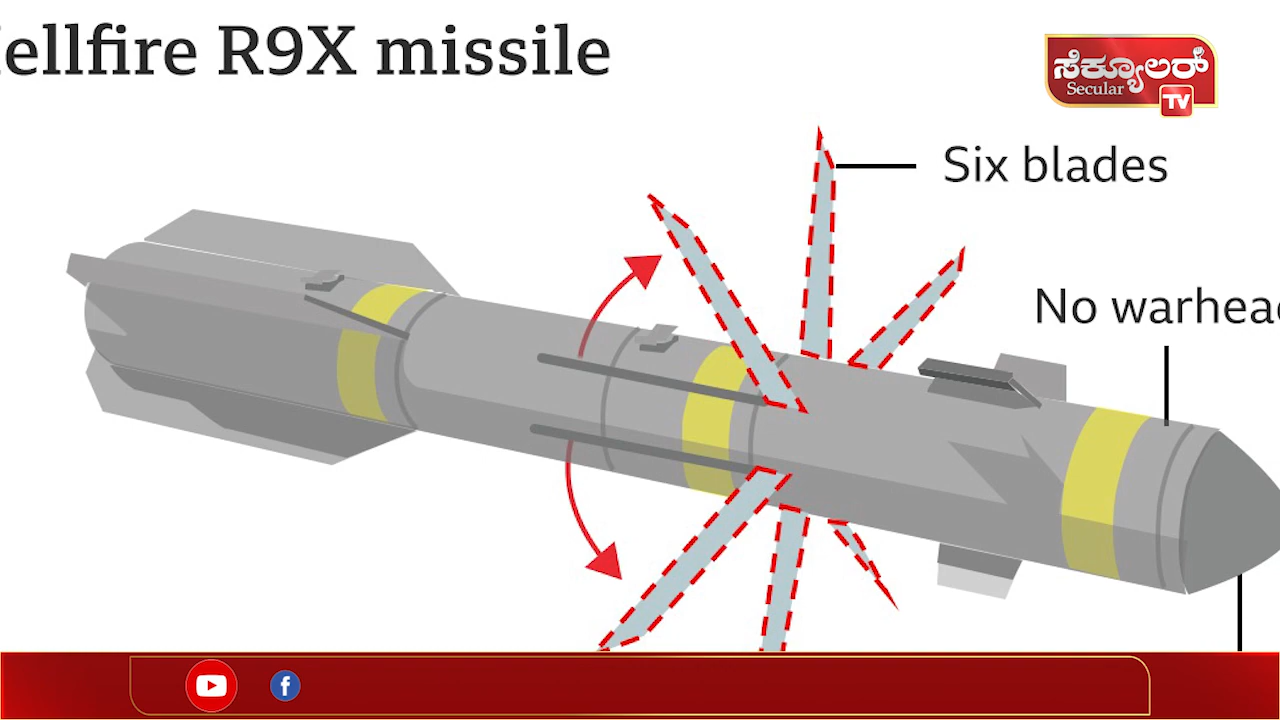 ellfire R9X missile
ಸೆಕ್ಯೂಲರ್
Secular
TV
Six blades
No warhea